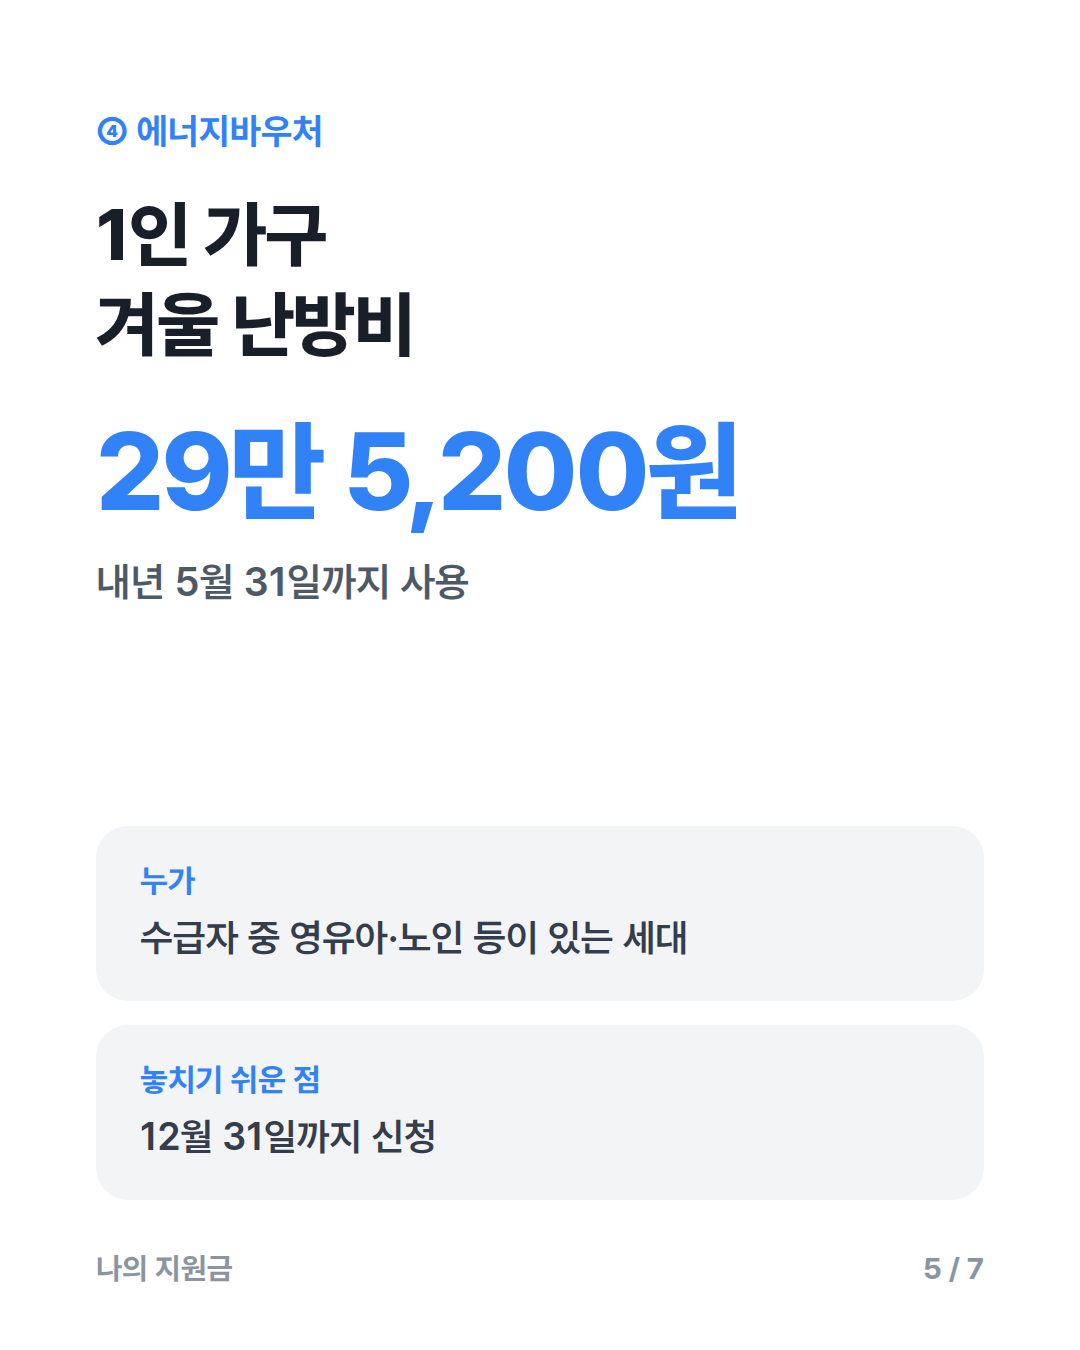 ④ 에너지바우처
1인 가구
겨울 난방비
29만 5,200원
내년 5월 31일까지 사용
누가
수급자 중 영유아·노인 등이 있는 세대
놓치기 쉬운 점
12월 31일까지 신청
나의 지원금
5 / 7